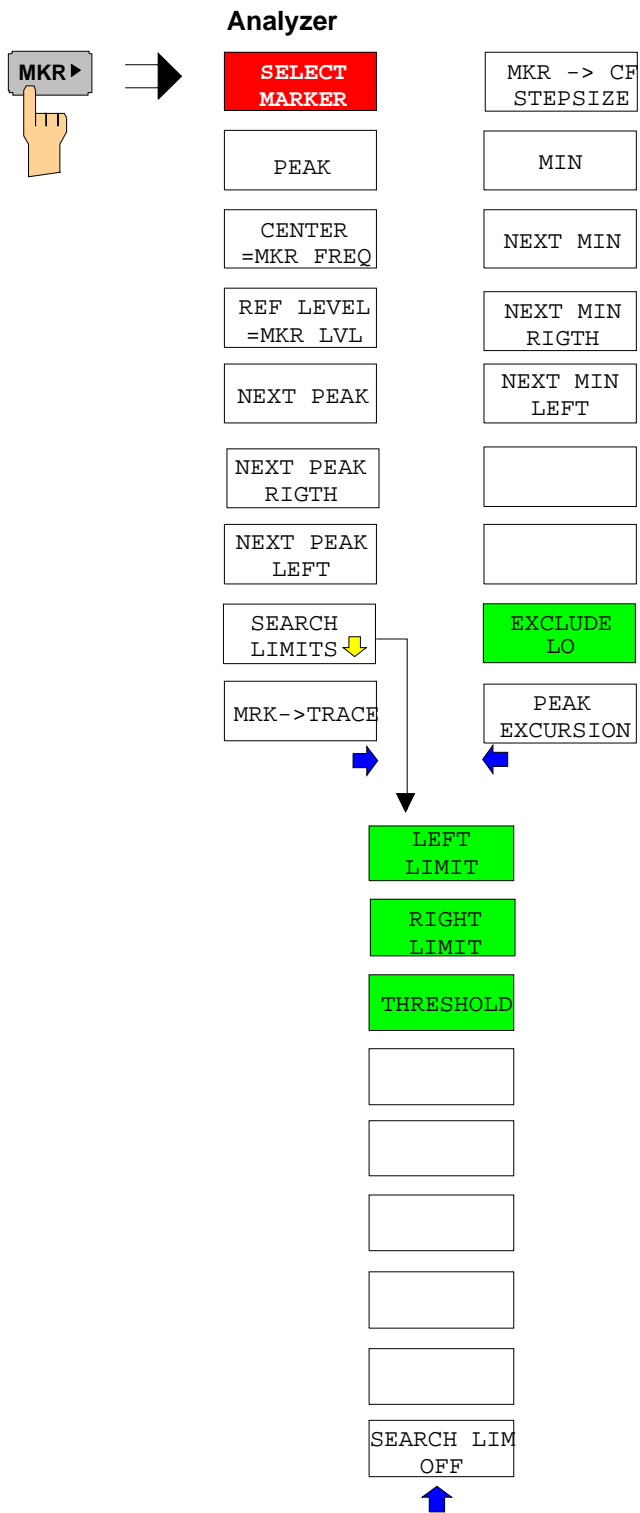 Analyzer
MKR
SELECT
MARKER
PEAK
CENTER
=MKR FREQ
REF LEVEL
=MKR LVL
NEXT PEAK
NEXT PEAK
RIGTH
NEXT PEAK
LEFT
SEARCH
LIMITS
MRK->TRACE
MKR -> CF
STEPSIZE
MIN
NEXT MIN
NEXT MIN
RIGTH
NEXT MIN
LEFT
EXCLUDE
LO
PEAK
EXCURSION
LEFT
LIMIT
RIGHT
LIMIT
THRESHOLD
SEARCH LIM
OFF